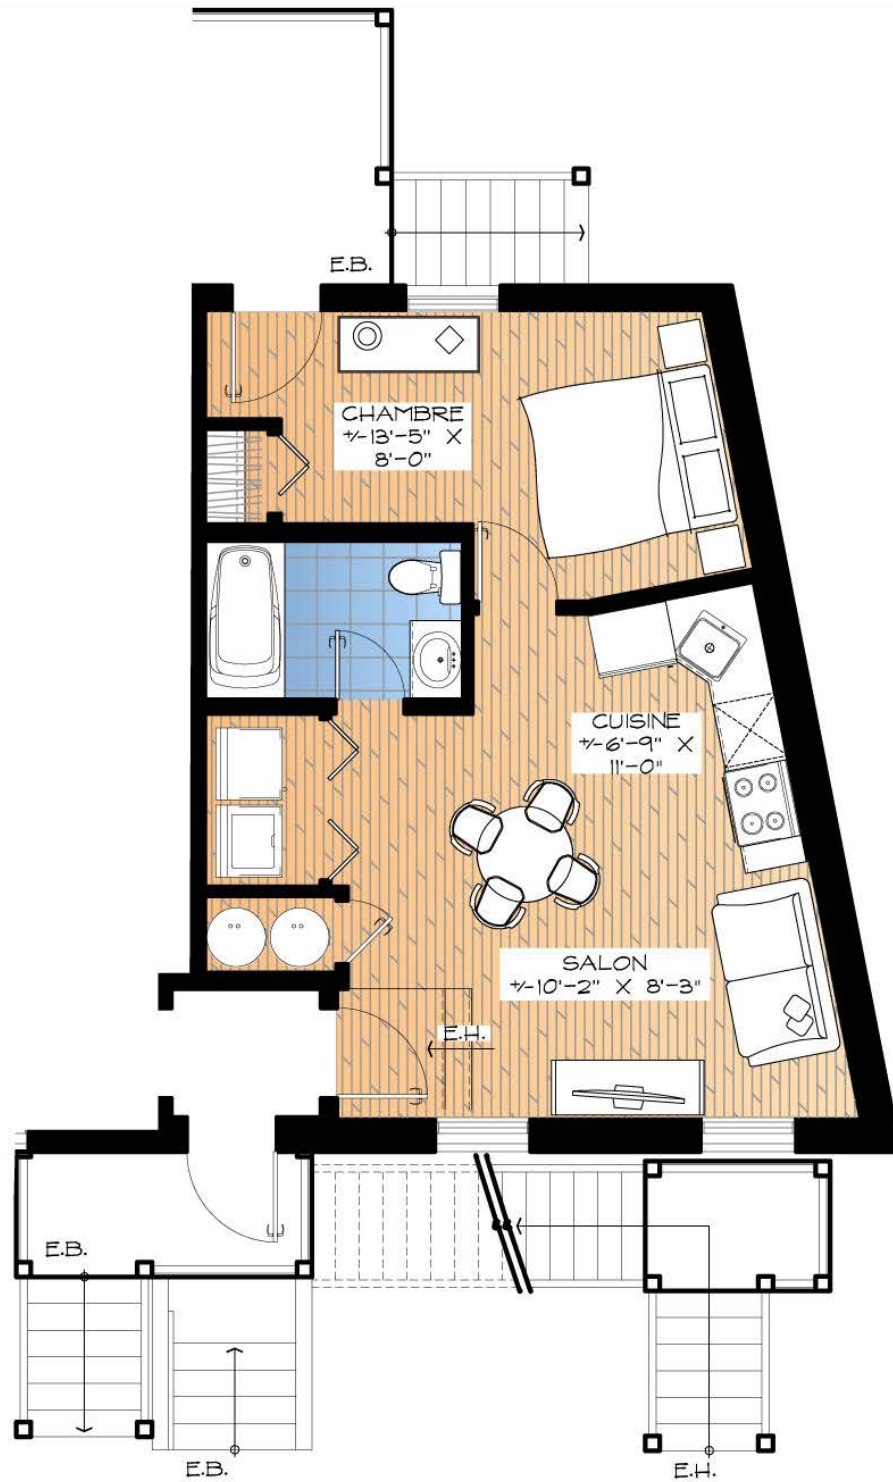 E.B.
CHAMBRE
+/-13'-5" X
8'-0"
CUISINE
+/-6'-9" X
11'-0"
SALON
+/-10'-2" X 8'-3"
E.H.
E.B.
E.B.
E.H.